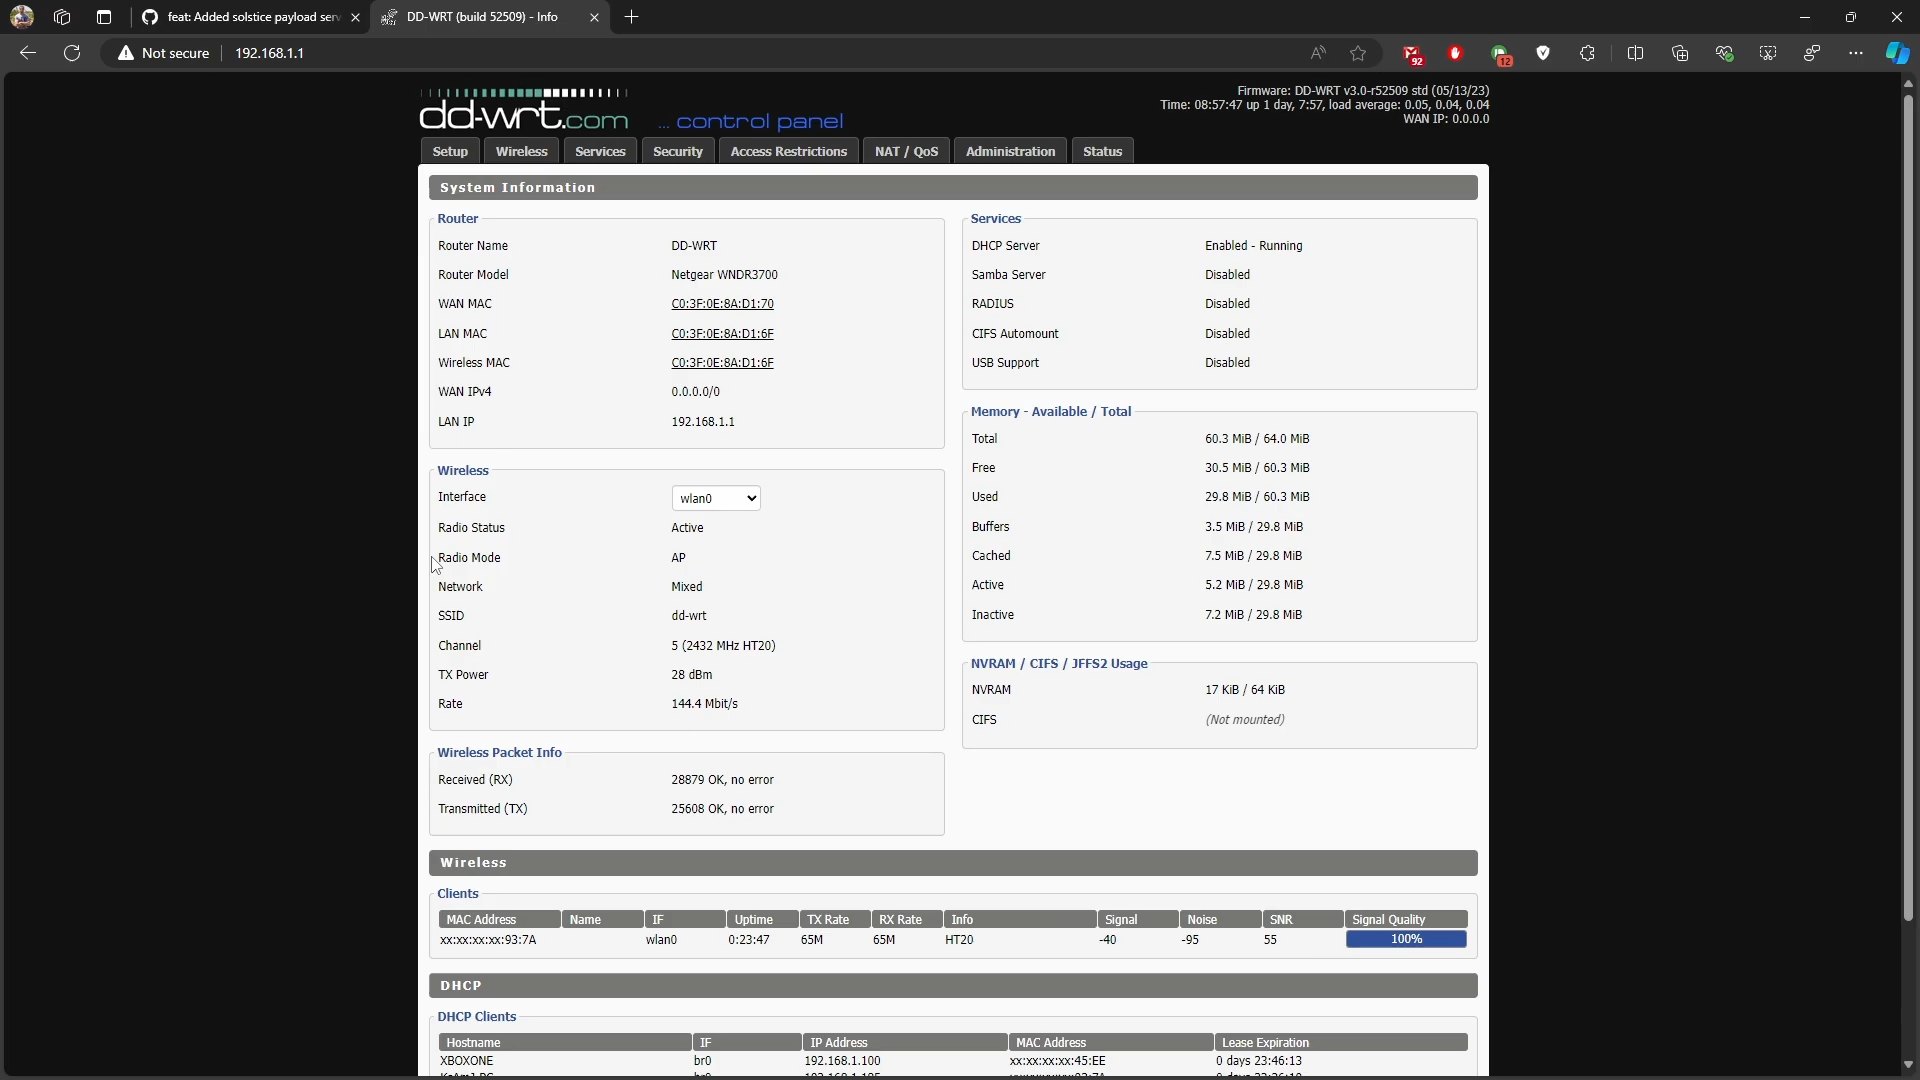 feat: Added solstice payload serv
DD-WRT (build 52509) - Info
Not secure
192.168.1.1
92
12
dd-wrt.com ... control panel
Firmware: DD-WRT v3.0-r52509 std (05/13/23)
Time: 08:57:47 up 1 day, 7:57, load average: 0.05, 0.04, 0.04
WAN IP: 0.0.0.0
Setup Wireless Services Security Access Restrictions NAT / QoS Administration Status
System Information
Router
Router Name DD-WRT
Router Model Netgear WNDR3700
WAN MAC C0:3F:0E:8A:D1:70
LAN MAC C0:3F:0E:8A:D1:6F
Wireless MAC C0:3F:0E:8A:D1:6F
WAN IPv4 0.0.0.0/0
LAN IP 192.168.1.1
Wireless
Interface wlan0
Radio Status Active
Radio Mode AP
Network Mixed
SSID dd-wrt
Channel 5 (2432 MHz HT20)
TX Power 28 dBm
Rate 144.4 Mbit/s
Wireless Packet Info
Received (RX) 28879 OK, no error
Transmitted (TX) 25608 OK, no error
Services
DHCP Server Enabled - Running
Samba Server Disabled
RADIUS Disabled
CIFS Automount Disabled
USB Support Disabled
Memory - Available / Total
Total 60.3 MiB / 64.0 MiB
Free 30.5 MiB / 60.3 MiB
Used 29.8 MiB / 60.3 MiB
Buffers 3.5 MiB / 29.8 MiB
Cached 7.5 MiB / 29.8 MiB
Active 5.2 MiB / 29.8 MiB
Inactive 7.2 MiB / 29.8 MiB
NVRAM / CIFS / JFFS2 Usage
NVRAM 17 KiB / 64 KiB
CIFS (Not mounted)
Wireless
Clients
MAC Address Name IF Uptime TX Rate RX Rate Info Signal Noise SNR Signal Quality
xx:xx:xx:xx:93:7A wlan0 0:23:47 65M 65M HT20 -40 -95 55 100%
DHCP
DHCP Clients
Hostname IF IP Address MAC Address Lease Expiration
XBOXONE br0 192.168.1.100 xx:xx:xx:xx:45:EE 0 days 23:46:13